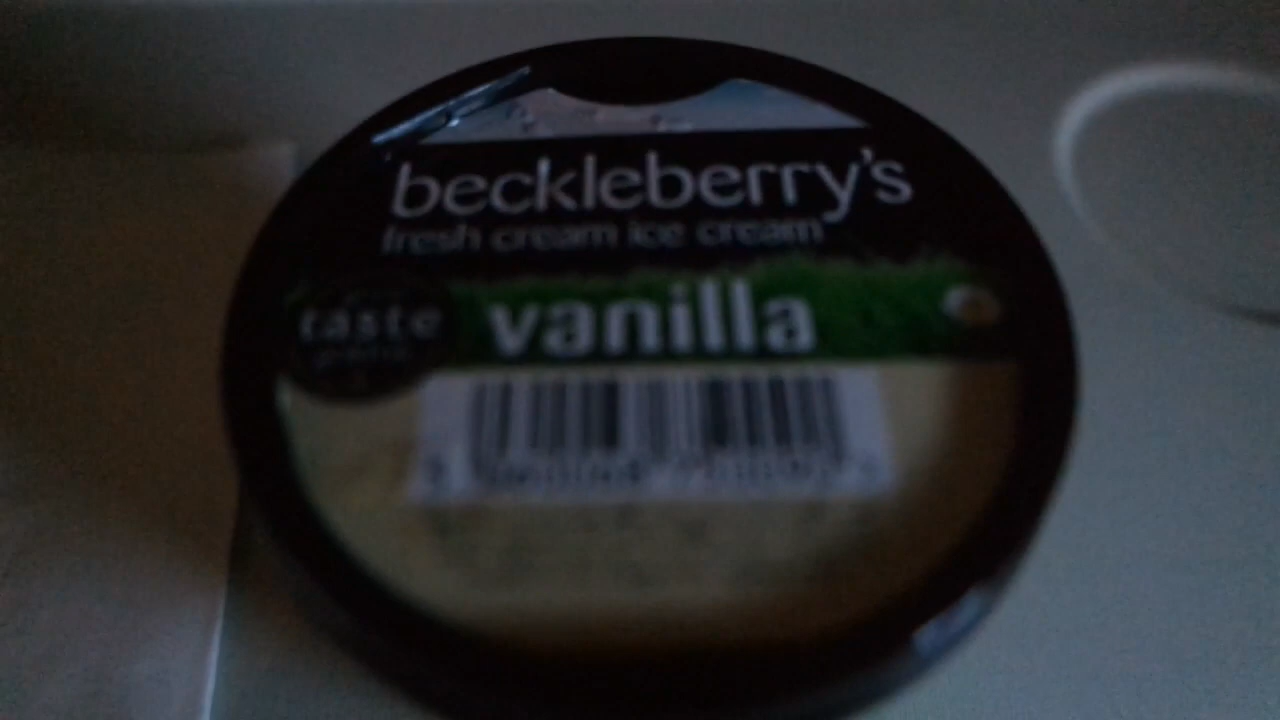 beckleberry's
fresh cream ice cream
taste
vanilla